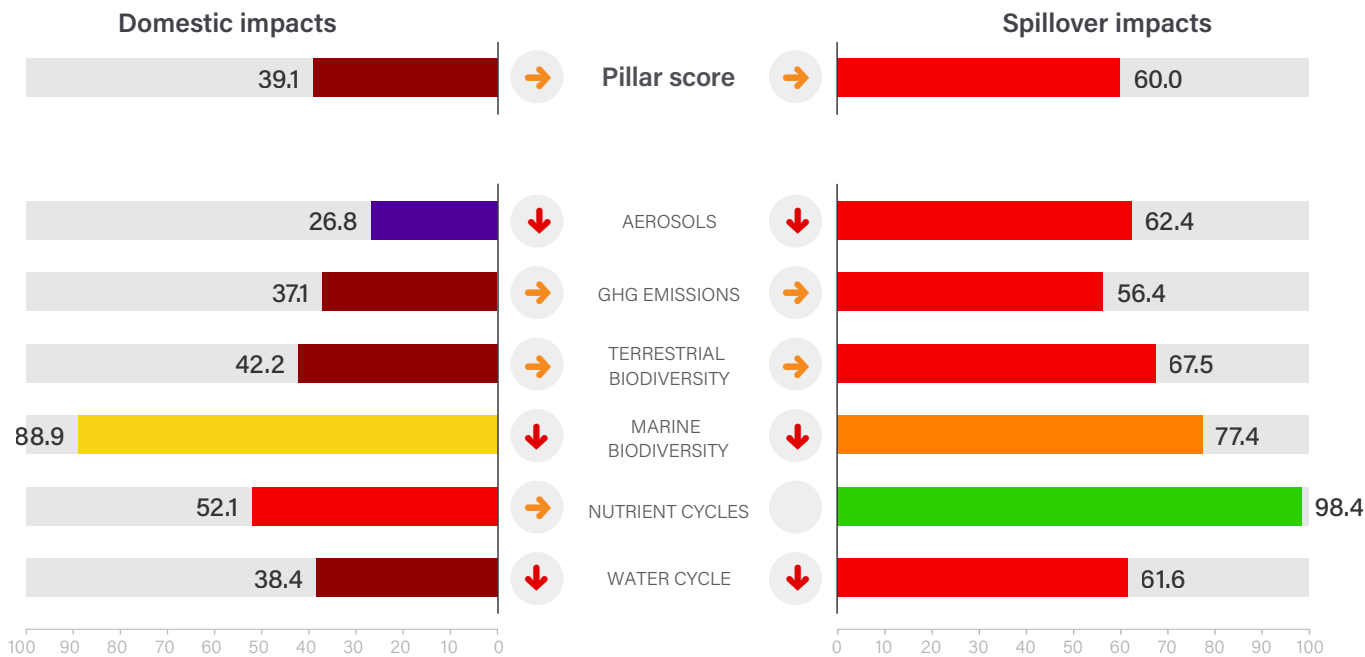 Domestic impacts
Spillover impacts
39.1
Pillar score
60.0
26.8
AEROSOLS
62.4
37.1
GHG EMISSIONS
56.4
42.2
TERRESTRIAL
BIODIVERSITY
67.5
88.9
MARINE
BIODIVERSITY
77.4
52.1
NUTRIENT CYCLES
98.4
38.4
WATER CYCLE
61.6
100 90 80 70 60 50 40 30 20 10 0
0 10 20 30 40 50 60 70 80 90 100